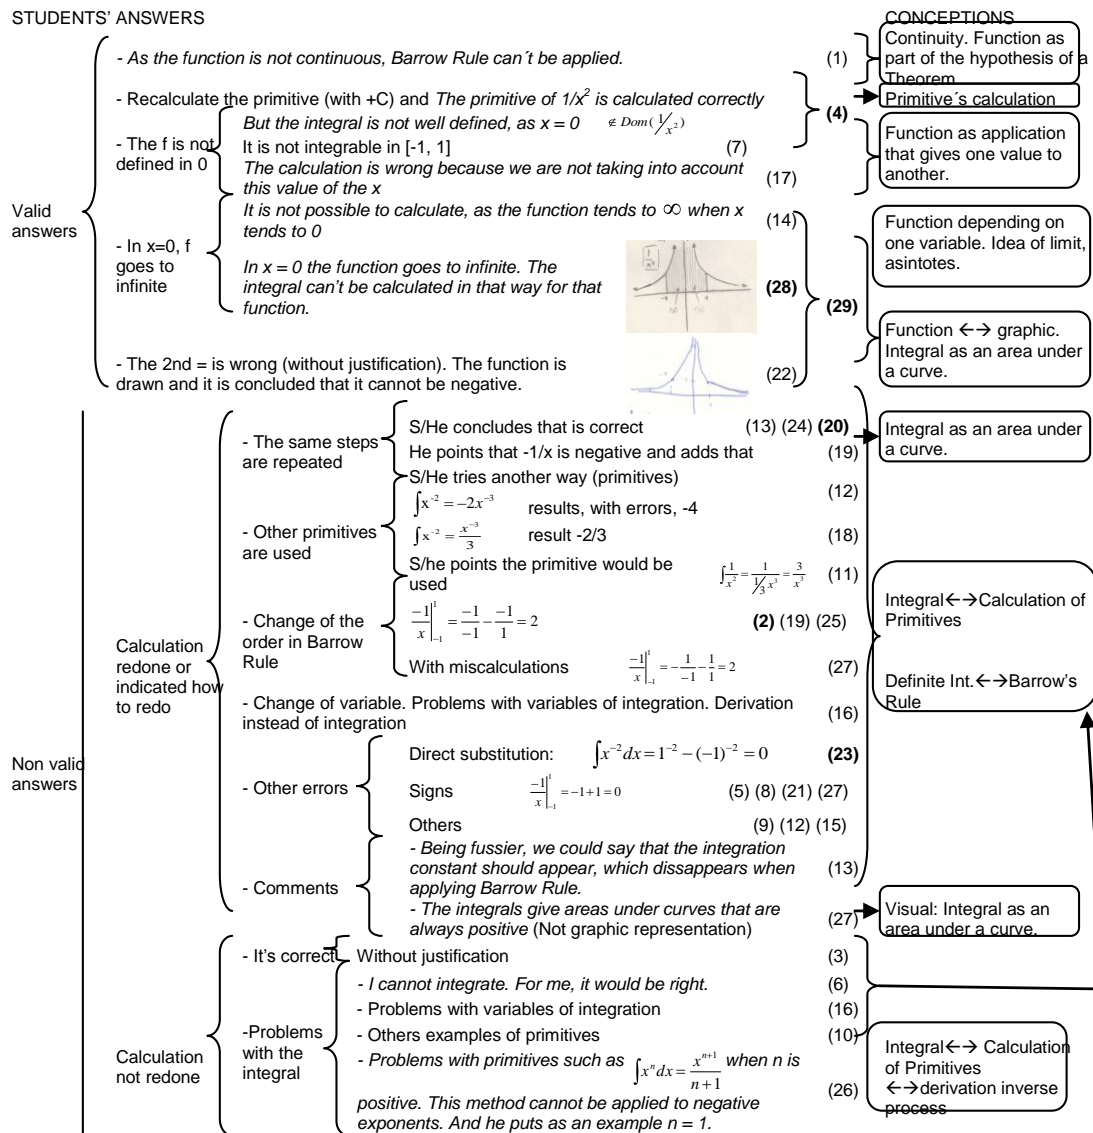 STUDENTS' ANSWERS
CONCEPTIONS
- As the function is not continuous, Barrow Rule can´t be applied.
(1)
Continuity. Function as
part of the hypothesis of a
Theorem
- Recalculate the primitive (with +C) and The primitive of 1/x² is calculated correctly
(4)
Primitive´s calculation
Valid
answers
- The f is not
defined in 0
But the integral is not well defined, as x = 0 ∉ Dom(1/x²)
It is not integrable in [-1, 1]
(7)
The calculation is wrong because we are not taking into account
this value of the x
(17)
Function as application
that gives one value to
another.
- In x=0, f
goes to
infinite
It is not possible to calculate, as the function tends to ∞ when x
tends to 0
(14)
In x = 0 the function goes to infinite. The
integral can't be calculated in that way for that
function.
(28)
(29)
Function depending on
one variable. Idea of limit,
asintotes.
Function ←→ graphic.
Integral as an area under
a curve.
- The 2nd = is wrong (without justification). The function is
drawn and it is concluded that it cannot be negative.
(22)
Non valid
answers
Calculation
redone or
indicated how
to redo
- The same steps
are repeated
S/He concludes that is correct
(13) (24) (20)
Integral as an area under
a curve.
He points that -1/x is negative and adds that
(19)
- Other primitives
are used
S/He tries another way (primitives)
∫x⁻² = −2x⁻³ results, with errors, -4
(12)
∫x⁻² = x⁻³/3 result -2/3
(18)
S/he points the primitive would be
used
∫1/x² = 1/(1/3 x³) = 3/x³
(11)
- Change of the
order in Barrow
Rule
−1/x|₋₁¹ = −1/−1 − −1/1 = 2
(2) (19) (25)
With miscalculations
−1/x|₋₁¹ = −1/−1 − 1/1 = 2
(27)
Integral←→Calculation of
Primitives
Definite Int.←→Barrow's
Rule
- Change of variable. Problems with variables of integration. Derivation
instead of integration
(16)
- Other errors
Direct substitution: ∫x⁻²dx = 1⁻² − (−1)⁻² = 0
(23)
Signs
−1/x|₋₁¹ = −1+1 = 0
(5) (8) (21) (27)
Others
(9) (12) (15)
- Comments
- Being fussier, we could say that the integration
constant should appear, which dissappears when
applying Barrow Rule.
(13)
- The integrals give areas under curves that are
always positive (Not graphic representation)
(27)
Visual: Integral as an
area under a curve.
Calculation
not redone
- It's correct
Without justification
(3)
- I cannot integrate. For me, it would be right.
(6)
-Problems
with the
integral
- Problems with variables of integration
(16)
- Others examples of primitives
(10)
- Problems with primitives such as ∫xⁿdx = xⁿ⁺¹/n+1 when n is
positive. This method cannot be applied to negative
exponents. And he puts as an example n = 1.
(26)
Integral←→ Calculation
of Primitives
←→derivation inverse
process